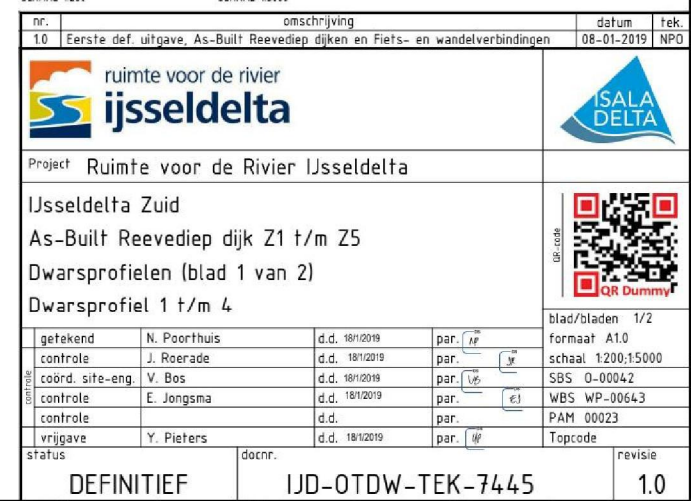 nr. omschrijving datum tek.
1.0 Eerste def. uitgave, As-Built Reevediep dijken en Fiets- en wandelverbindingen 08-01-2019 NPO
ruimte voor de rivier
ijsseldelta
ISALA
DELTA
Project Ruimte voor de Rivier IJsseldelta
IJsseldelta Zuid
As-Built Reevediep dijk Z1 t/m Z5
Dwarsprofielen (blad 1 van 2)
Dwarsprofiel 1 t/m 4
QR-code
QR Dummy
blad/bladen 1/2
formaat A1.0
schaal 1:200;1:5000
SBS O-00042
WBS WP-00643
PAM 00023
Topcode
controle
getekend N. Poorthuis d.d. 18/1/2019 par. NP
controle J. Roerade d.d. 18/1/2019 par.
coörd. site-eng. V. Bos d.d. 18/1/2019 par. VB
controle E. Jongsma d.d. 18/1/2019 par. EJ
controle d.d. par.
vrijgave Y. Pieters d.d. 18/1/2019 par.
status docnr. revisie
DEFINITIEF IJD-OTDW-TEK-7445 1.0